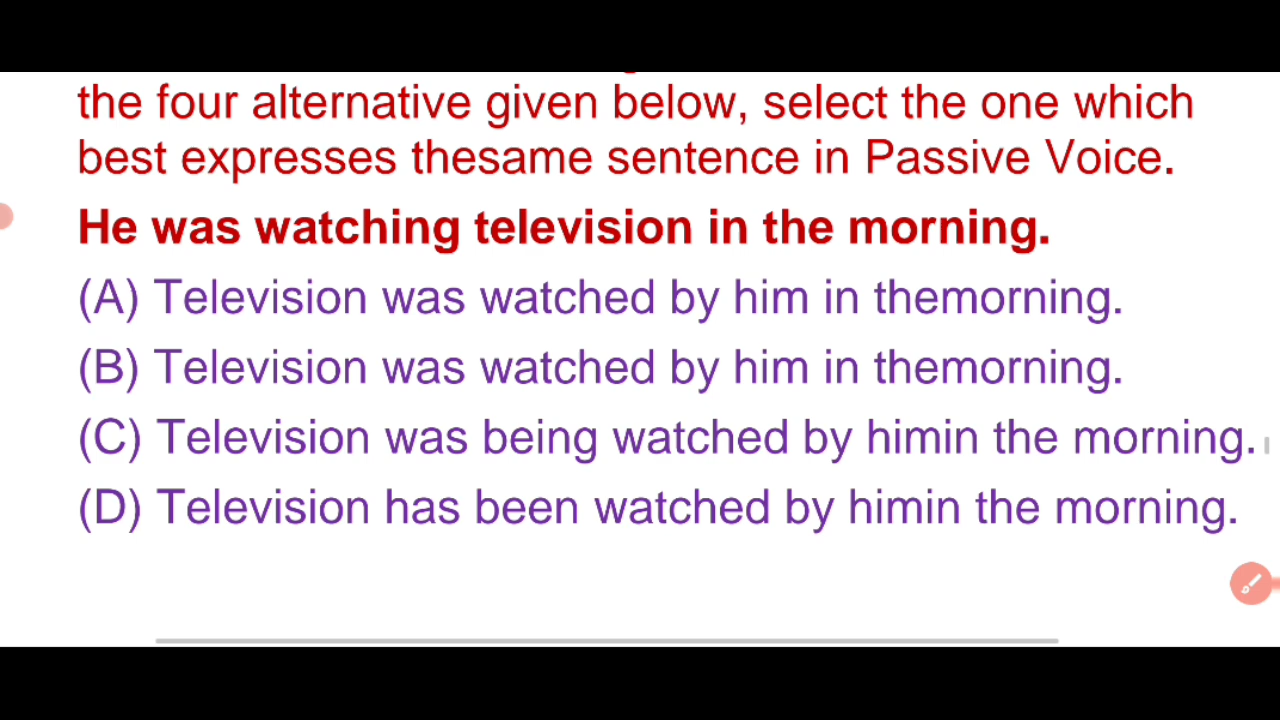 the four alternative given below, select the one which
best expresses thesame sentence in Passive Voice.
He was watching television in the morning.
(A) Television was watched by him in themorning.
(B) Television was watched by him in themorning.
(C) Television was being watched by himin the morning.
(D) Television has been watched by himin the morning.